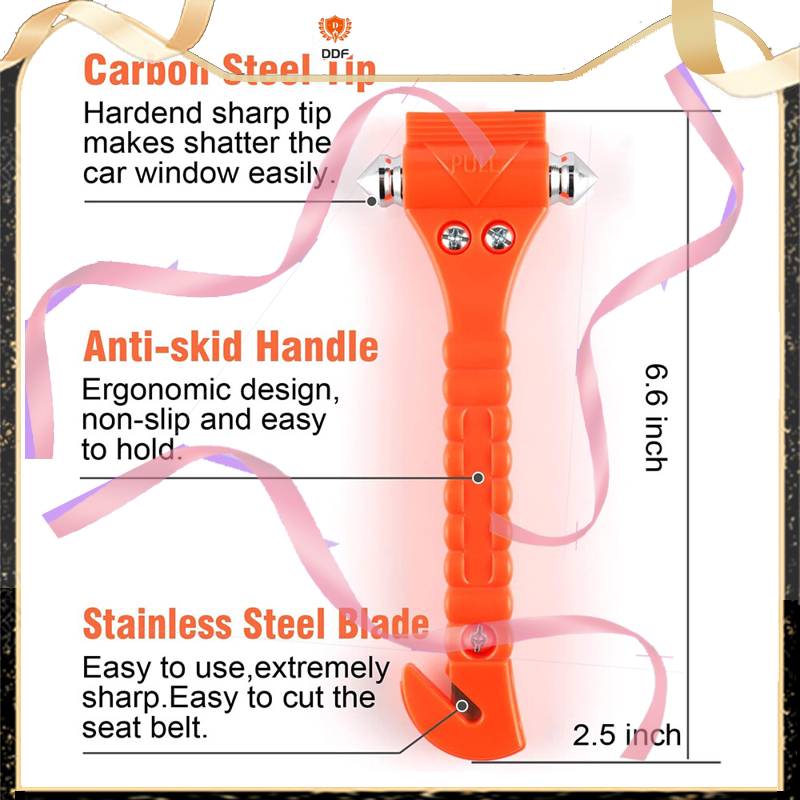 DDF
Carbon Steel Tip
Hardend sharp tip
makes shatter the
car window easily.
PULL
Anti-skid Handle
Ergonomic design,
non-slip and easy
to hold.
6.6 inch
Stainless Steel Blade
Easy to use,extremely
sharp.Easy to cut the
seat belt.
2.5 inch